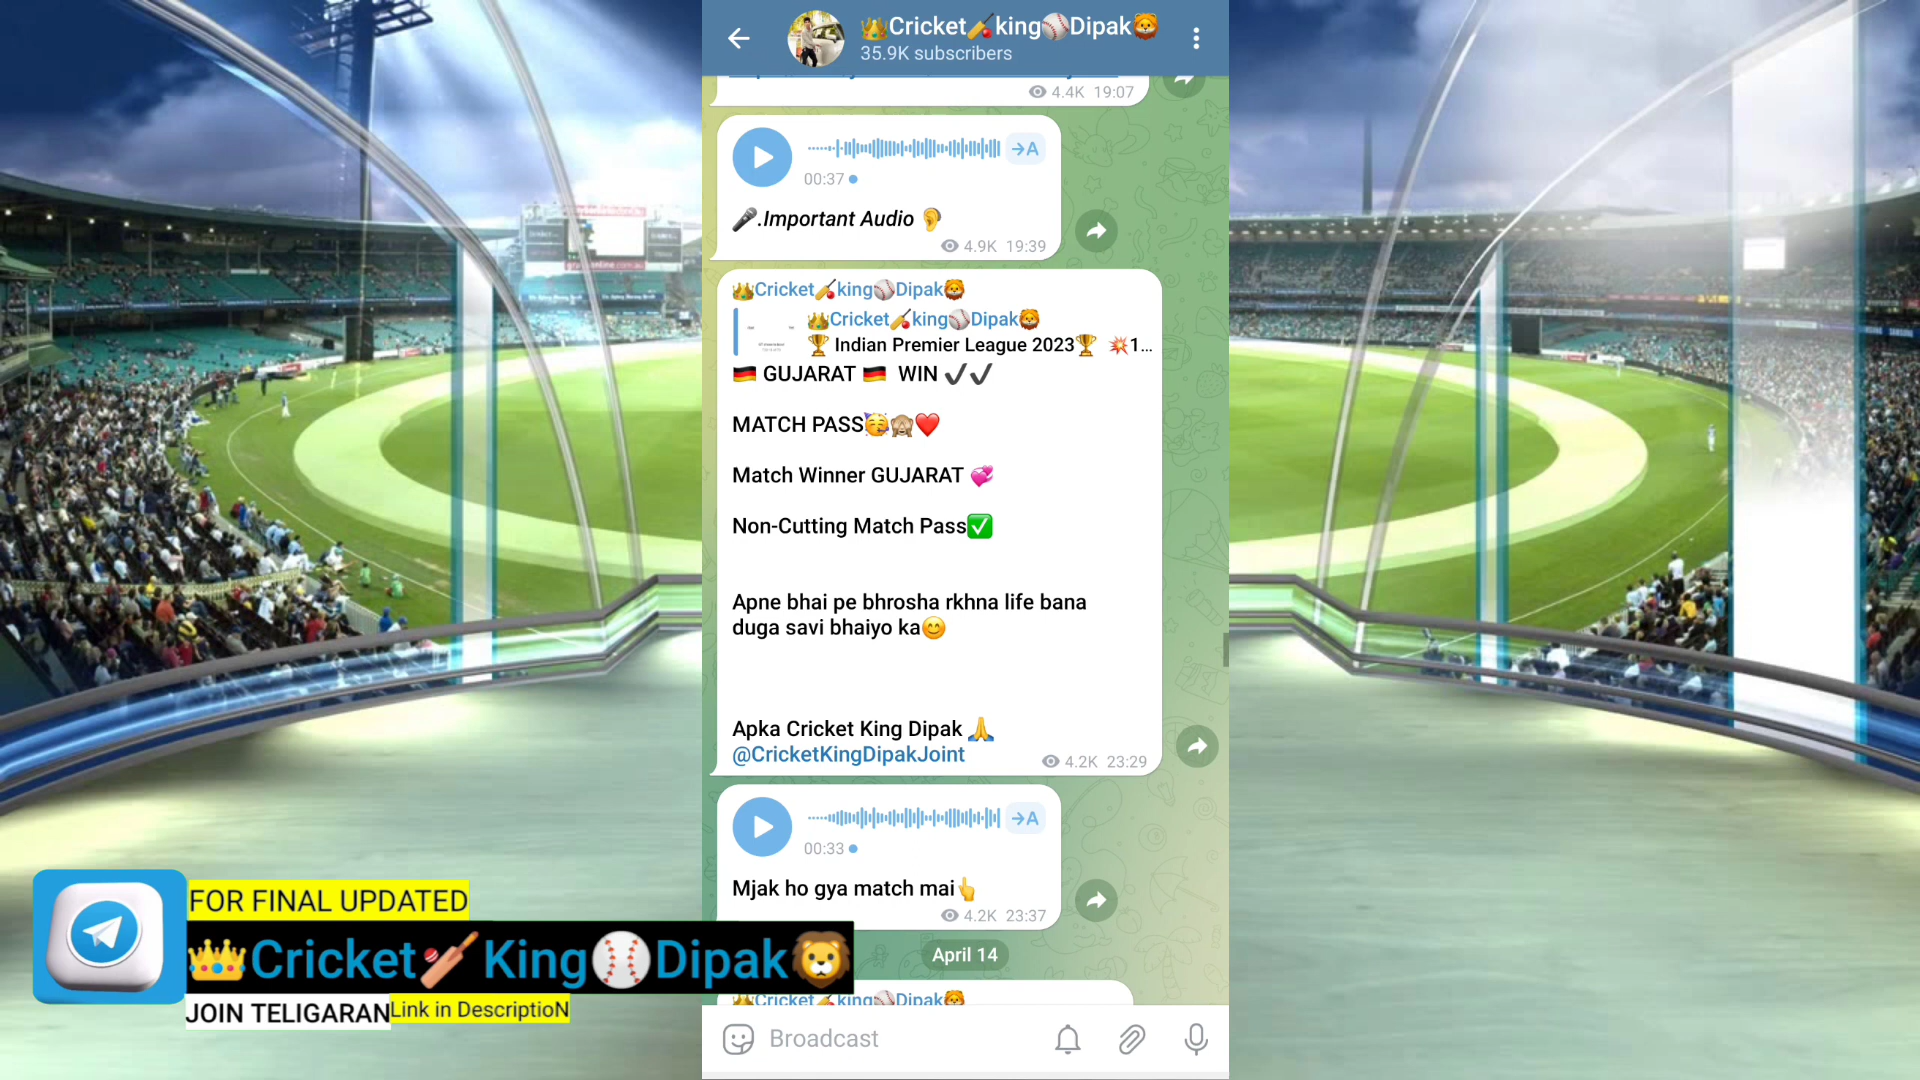 👑Cricket🏏king⚾Dipak🦁
35.9K subscribers
4.4K 19:07
→A
00:37
🎤.Important Audio 👂
4.9K 19:39
👑Cricket🏏king⚾Dipak🦁
👑Cricket🏏king⚾Dipak🦁
🏆 Indian Premier League 2023🏆 💥1...
🇩🇪 GUJARAT 🇩🇪 WIN ✔✔
MATCH PASS🥳🙈❤️
Match Winner GUJARAT 💞
Non-Cutting Match Pass✅
Apne bhai pe bhrosha rkhna life bana
duga savi bhaiyo ka😊
Apka Cricket King Dipak 🙏
@CricketKingDipakJoint
4.2K 23:29
→A
00:33
Mjak ho gya match mai👆
4.2K 23:37
April 14
👑Cricket🏏king⚾Dipak🦁
Broadcast
FOR FINAL UPDATED
👑Cricket🏏King⚾Dipak🦁
JOIN TELIGARAN
Link in DescriptioN